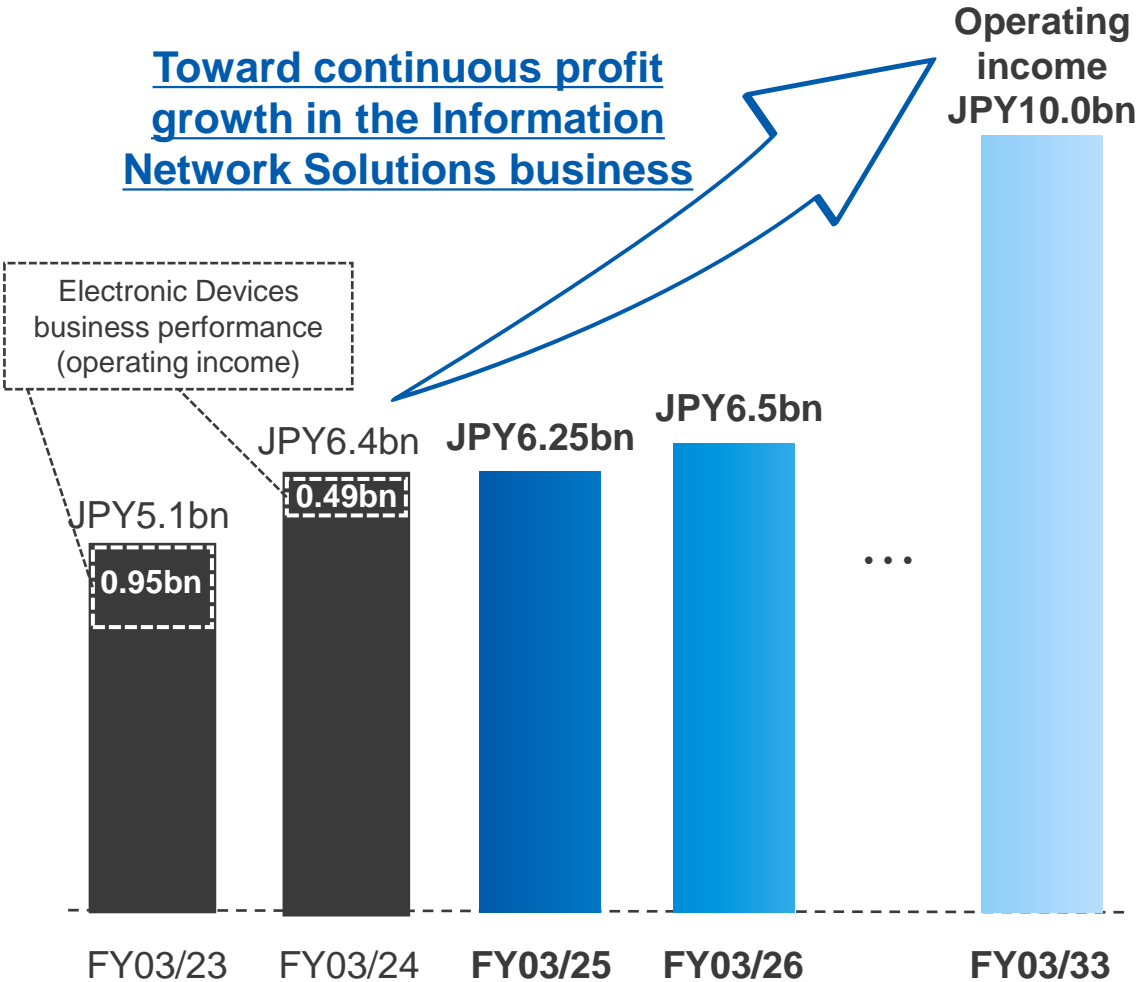 Toward continuous profit
growth in the Information
Network Solutions business
Operating
income
JPY10.0bn
Electronic Devices
business performance
(operating income)
JPY5.1bn
0.95bn
JPY6.4bn
0.49bn
JPY6.25bn
JPY6.5bn
...
FY03/23
FY03/24
FY03/25
FY03/26
FY03/33